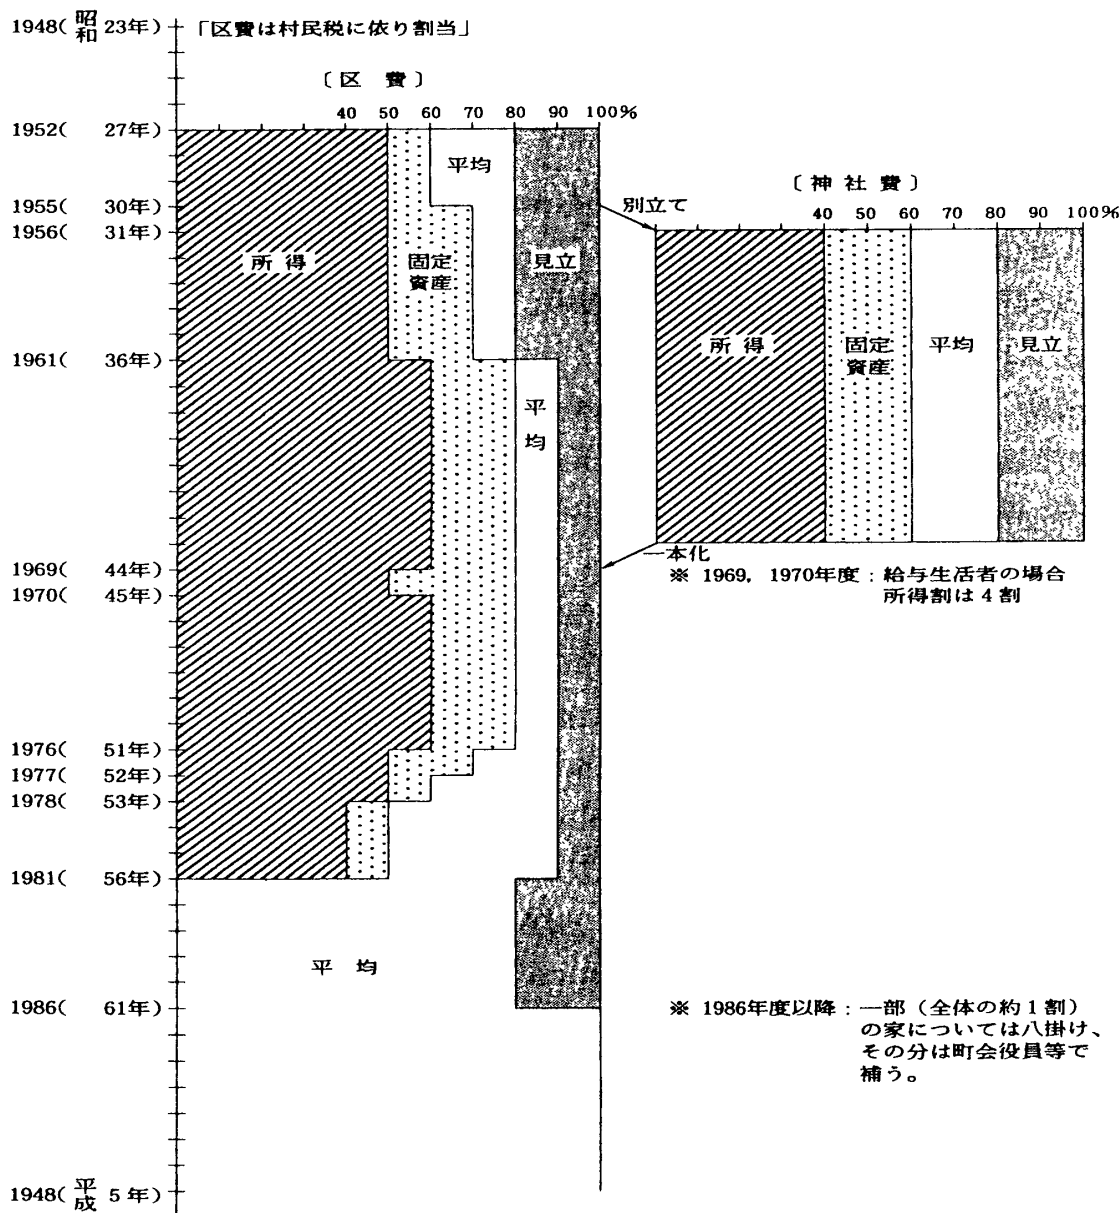 1948(昭和 23年)
「区費は村民税に依り割当」
〔区 費〕
40 50 60 70 80 90 100%
1952( 27年)
平均
〔神社費〕
1955( 30年)
別立て
40 50 60 70 80 90 100%
1956( 31年)
所得
固定
資産
見立
所得
固定
資産
平均
見立
1961( 36年)
平
均
一本化
1969( 44年)
※ 1969, 1970年度:給与生活者の場合
所得割は4割
1970( 45年)
1976( 51年)
1977( 52年)
1978( 53年)
1981( 56年)
平 均
1986( 61年)
※ 1986年度以降:一部(全体の約1割)
の家については八掛け、
その分は町会役員等で
補う。
1948(平成 5年)